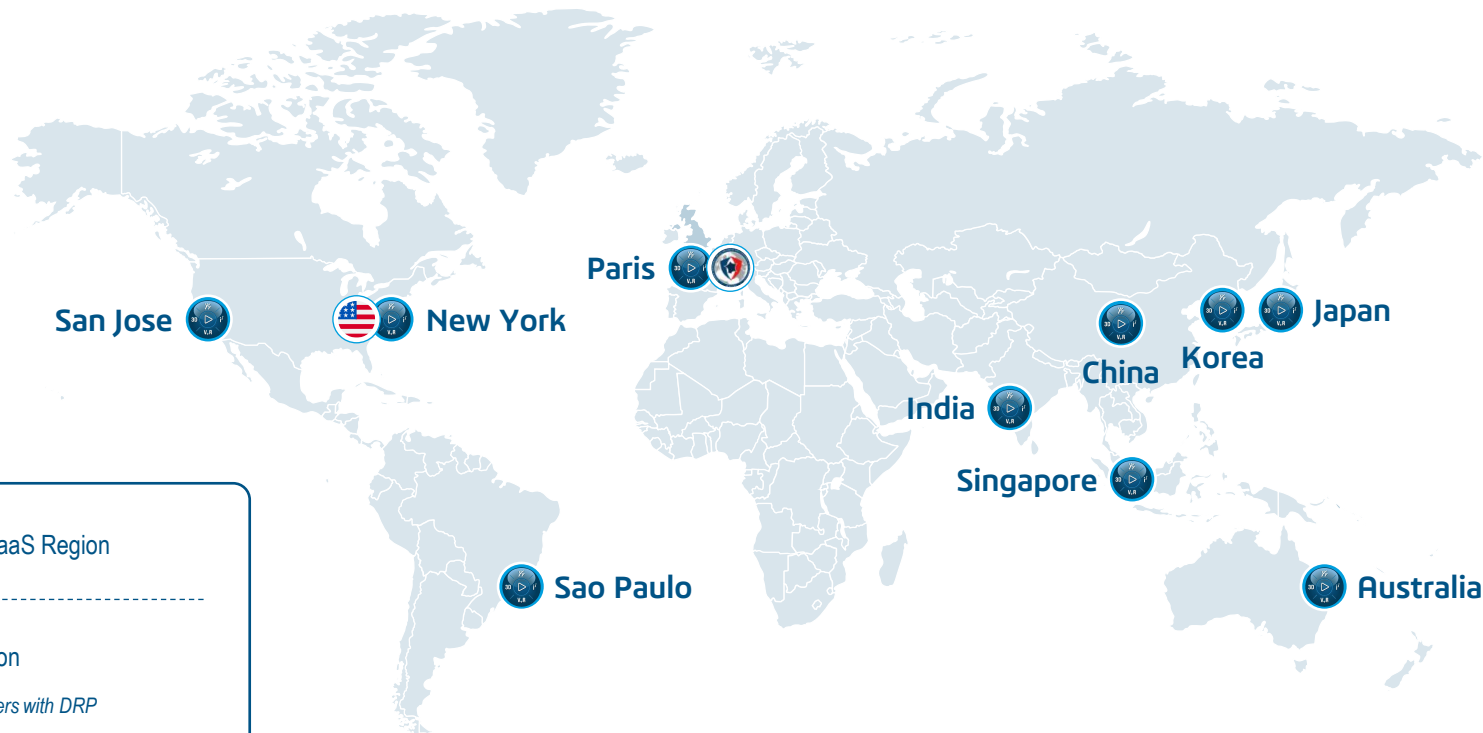 Paris
San Jose
New York
Japan
Korea
China
India
Singapore
aaS Region
Sao Paulo
Australia
on
ers with DRP